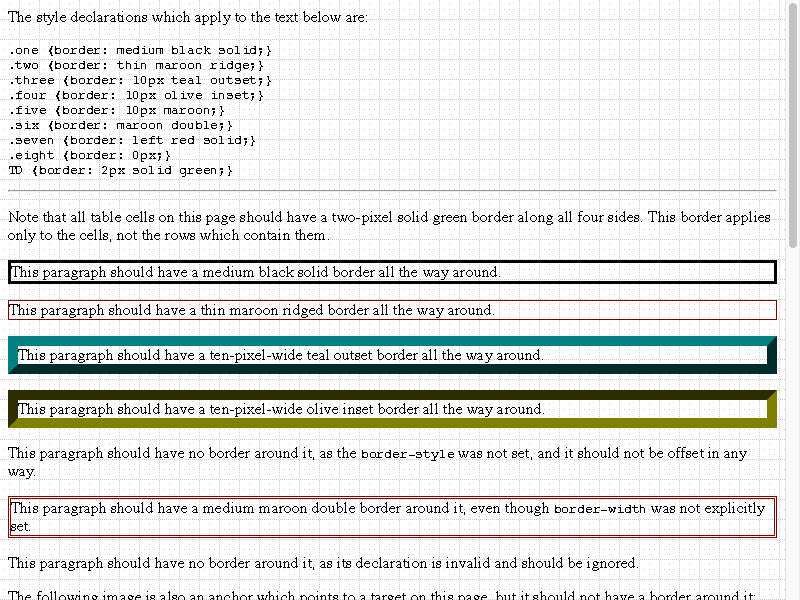 The style declarations which apply to the text below are:
.one {border: medium black solid;}
.two {border: thin maroon ridge;}
.three {border: 10px teal outset;}
.four {border: 10px olive inset;}
.five {border: 10px maroon;}
.six {border: maroon double;}
.seven {border: left red solid;}
.eight {border: 0px;}
TD {border: 2px solid green;}
Note that all table cells on this page should have a two-pixel solid green border along all four sides. This border applies
only to the cells, not the rows which contain them.
This paragraph should have a medium black solid border all the way around.
This paragraph should have a thin maroon ridged border all the way around.
This paragraph should have a ten-pixel-wide teal outset border all the way around.
This paragraph should have a ten-pixel-wide olive inset border all the way around.
This paragraph should have no border around it, as the border-style was not set, and it should not be offset in any
way.
This paragraph should have a medium maroon double border around it, even though border-width was not explicitly
set.
This paragraph should have no border around it, as its declaration is invalid and should be ignored.
The following image is also an anchor which points to a target on this page, but it should not have a border around it: